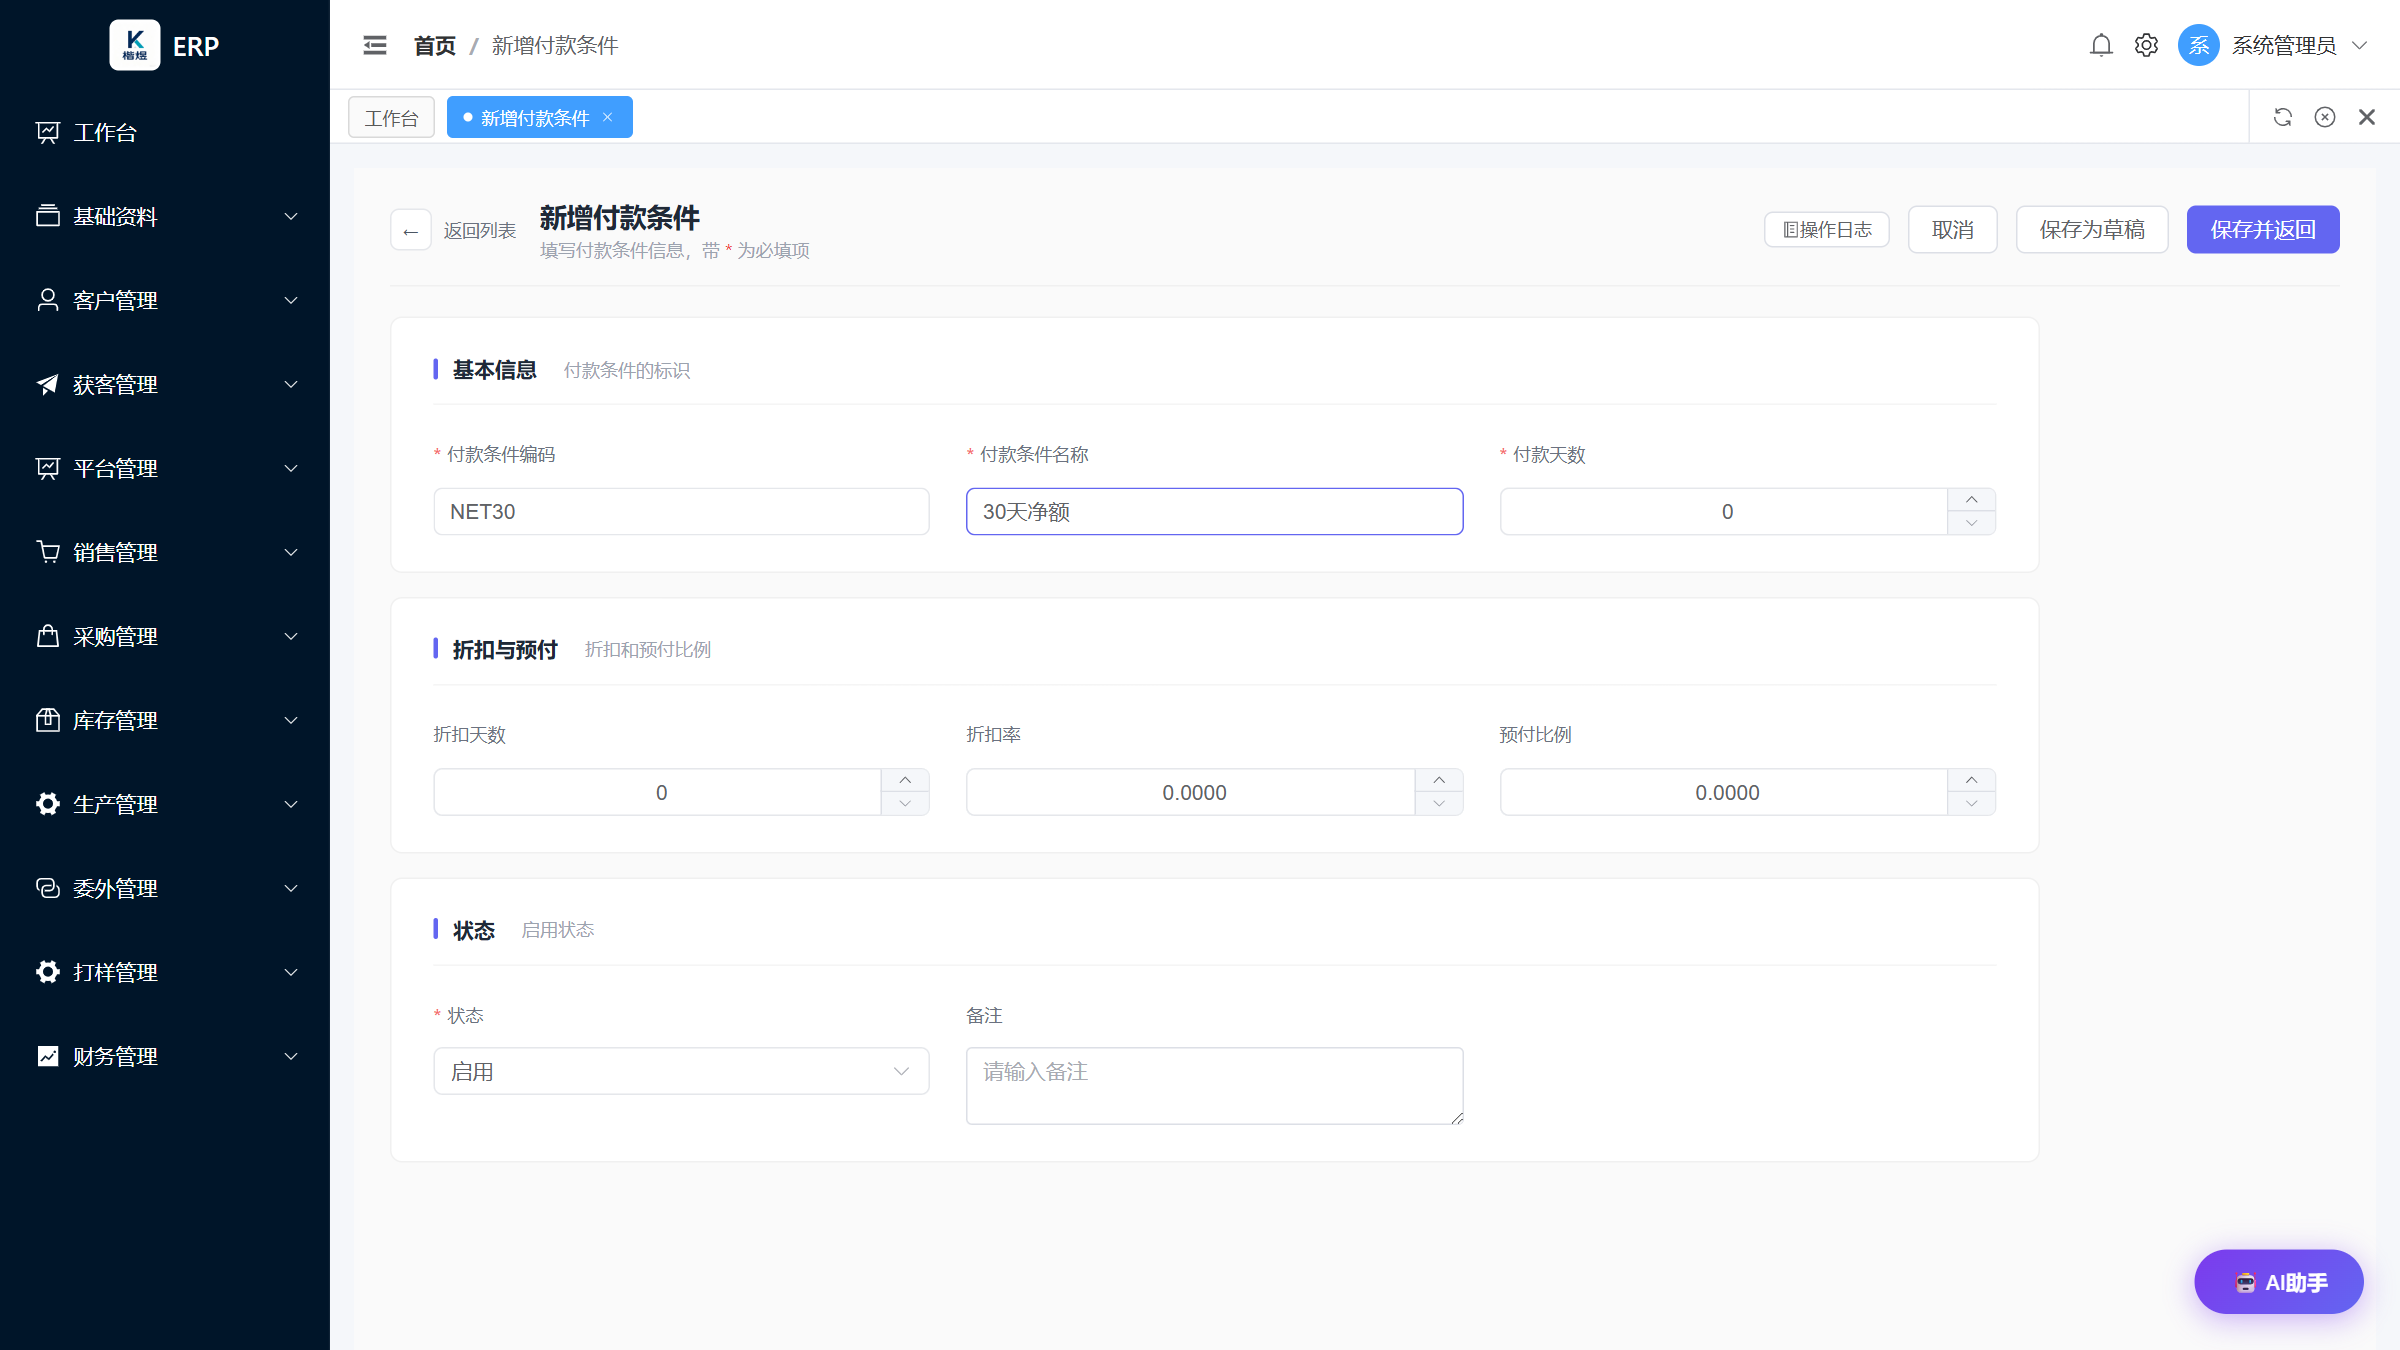 K
楷煜
ERP
工作台
基础资料
客户管理
获客管理
平台管理
销售管理
采购管理
库存管理
生产管理
委外管理
打样管理
财务管理
首页 / 新增付款条件
系 系统管理员
工作台 新增付款条件
← 返回列表
新增付款条件
填写付款条件信息，带 * 为必填项
操作日志 取消 保存为草稿 保存并返回
基本信息 付款条件的标识
* 付款条件编码 * 付款条件名称 * 付款天数
NET30 30天净额 0
折扣与预付 折扣和预付比例
折扣天数 折扣率 预付比例
0 0.0000 0.0000
状态 启用状态
* 状态 备注
启用 请输入备注
AI助手